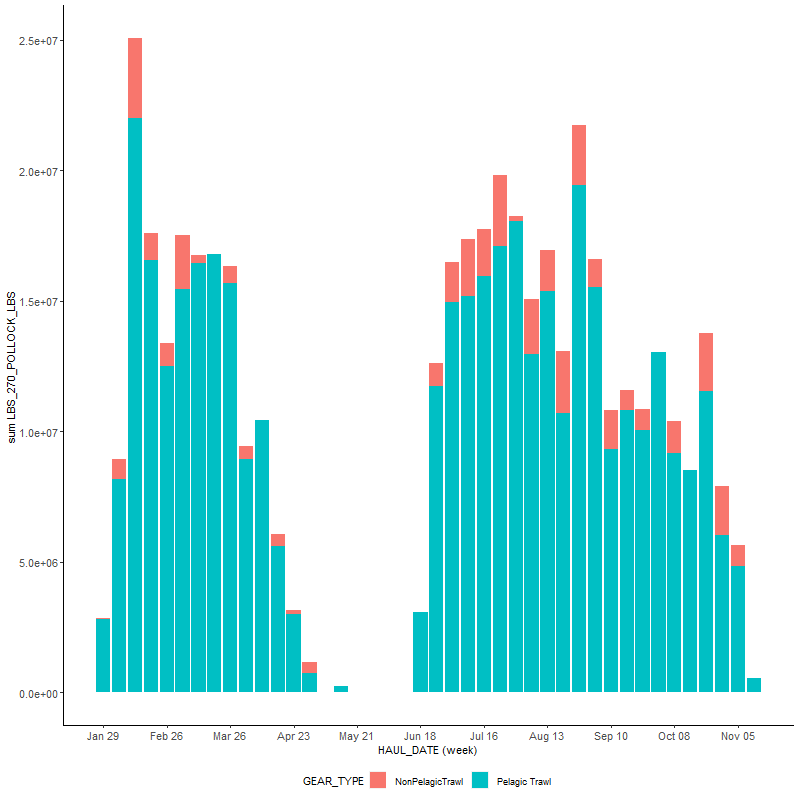 2.5e+07
2.0e+07
1.5e+07
1.0e+07
5.0e+06
0.0e+00
sum LBS_270_POLLOCK_LBS
Jan 29 Feb 26 Mar 26 Apr 23 May 21 Jun 18 Jul 16 Aug 13 Sep 10 Oct 08 Nov 05
HAUL_DATE (week)
GEAR_TYPE NonPelagicTrawl Pelagic Trawl